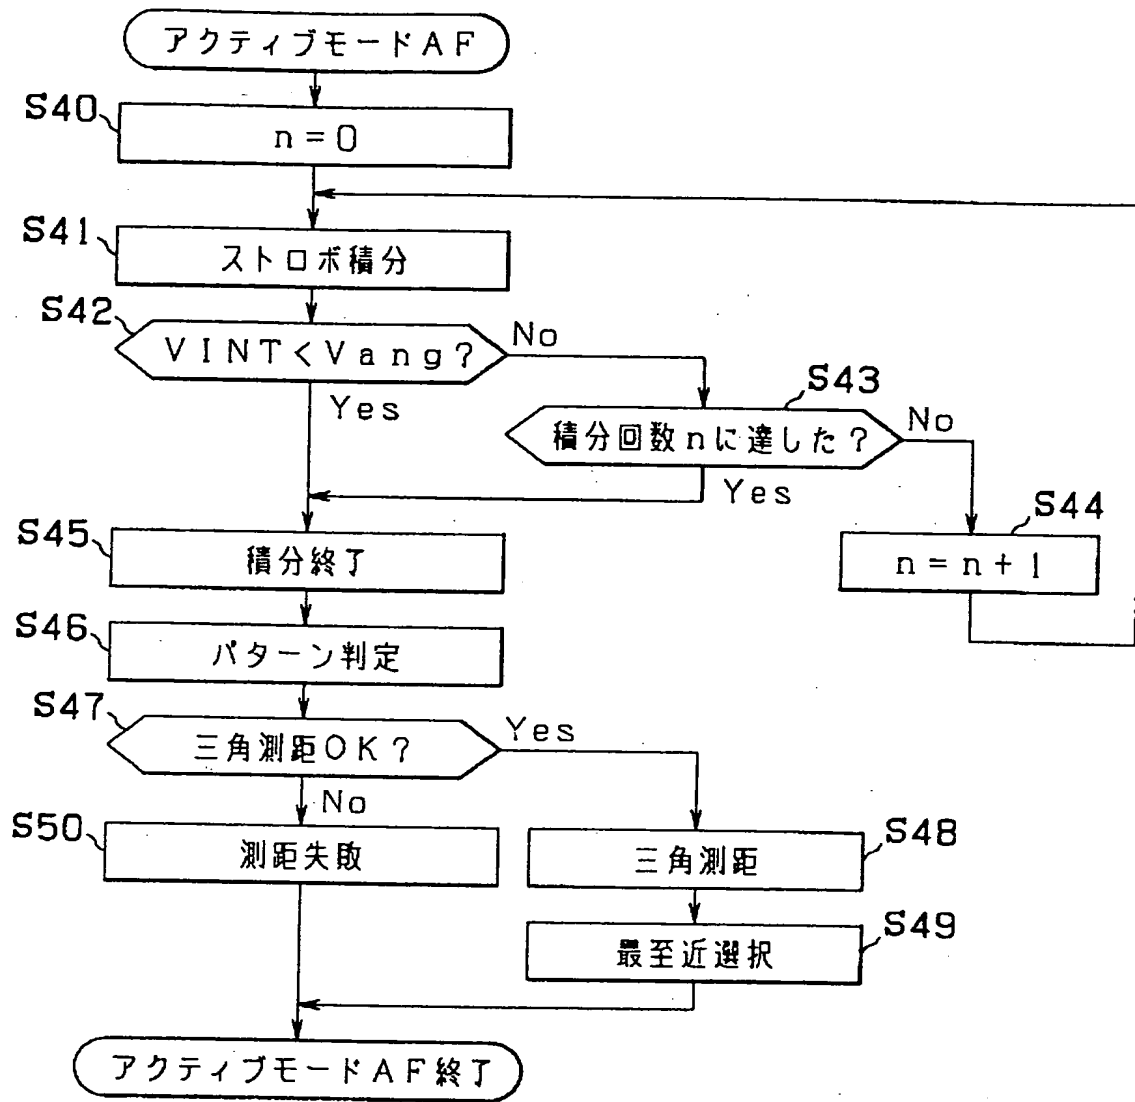 アクティブモードAF
S40
n=0
S41
ストロボ積分
S42
VINT<Vang?
No
Yes
S43
積分回数nに達した?
No
Yes
S44
n=n+1
S45
積分終了
S46
パターン判定
S47
三角測距OK?
Yes
No
S50
測距失敗
S48
三角測距
S49
最至近選択
アクティブモードAF終了